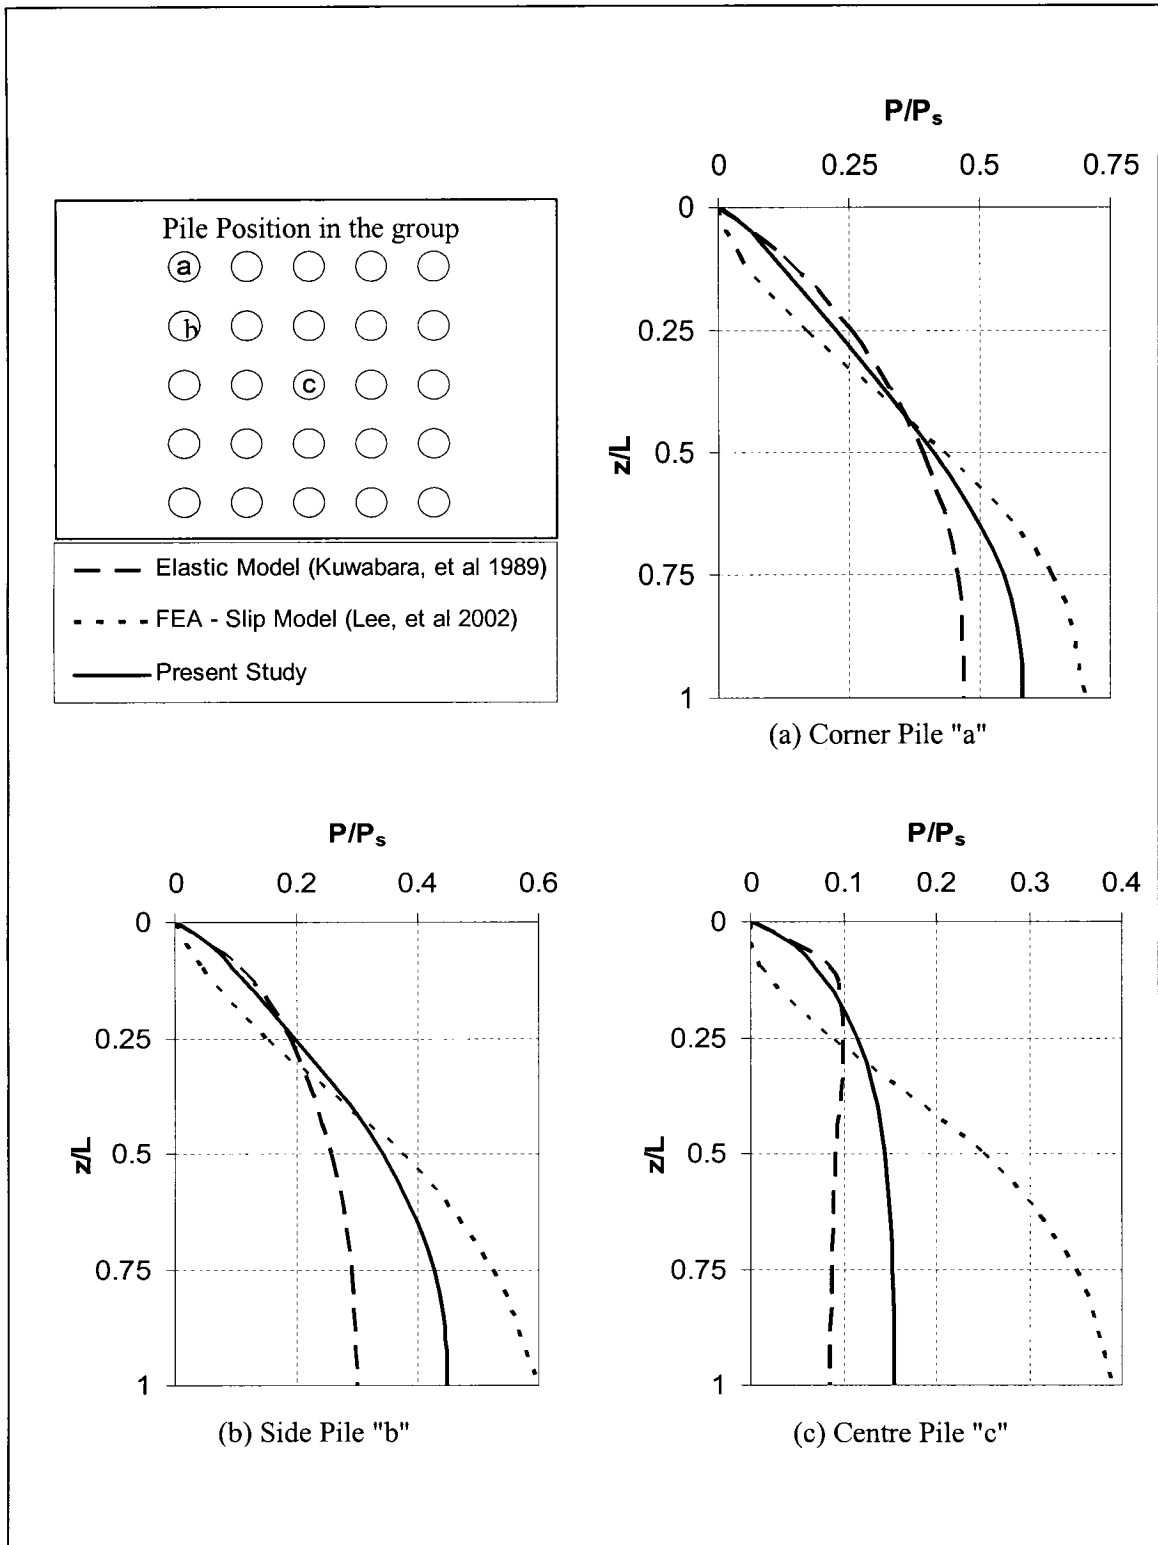 Pile Position in the group
a
b
c
Elastic Model (Kuwabara, et al 1989)
FEA - Slip Model (Lee, et al 2002)
Present Study
P/Ps
0 0.25 0.5 0.75
0
0.25
0.5
0.75
1
z/L
(a) Corner Pile "a"
P/Ps
0 0.2 0.4 0.6
0
0.25
0.5
0.75
1
z/L
(b) Side Pile "b"
P/Ps
0 0.1 0.2 0.3 0.4
0
0.25
0.5
0.75
1
z/L
(c) Centre Pile "c"